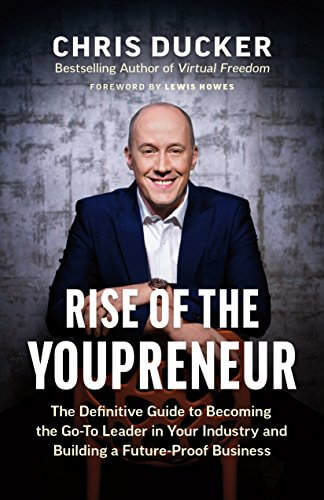 CHRIS DUCKER
Bestselling Author of Virtual Freedom
FOREWORD BY LEWIS HOWES
RISE OF THE
YOUPRENEUR
The Definitive Guide to Becoming
the Go-To Leader in Your Industry and
Building a Future-Proof Business